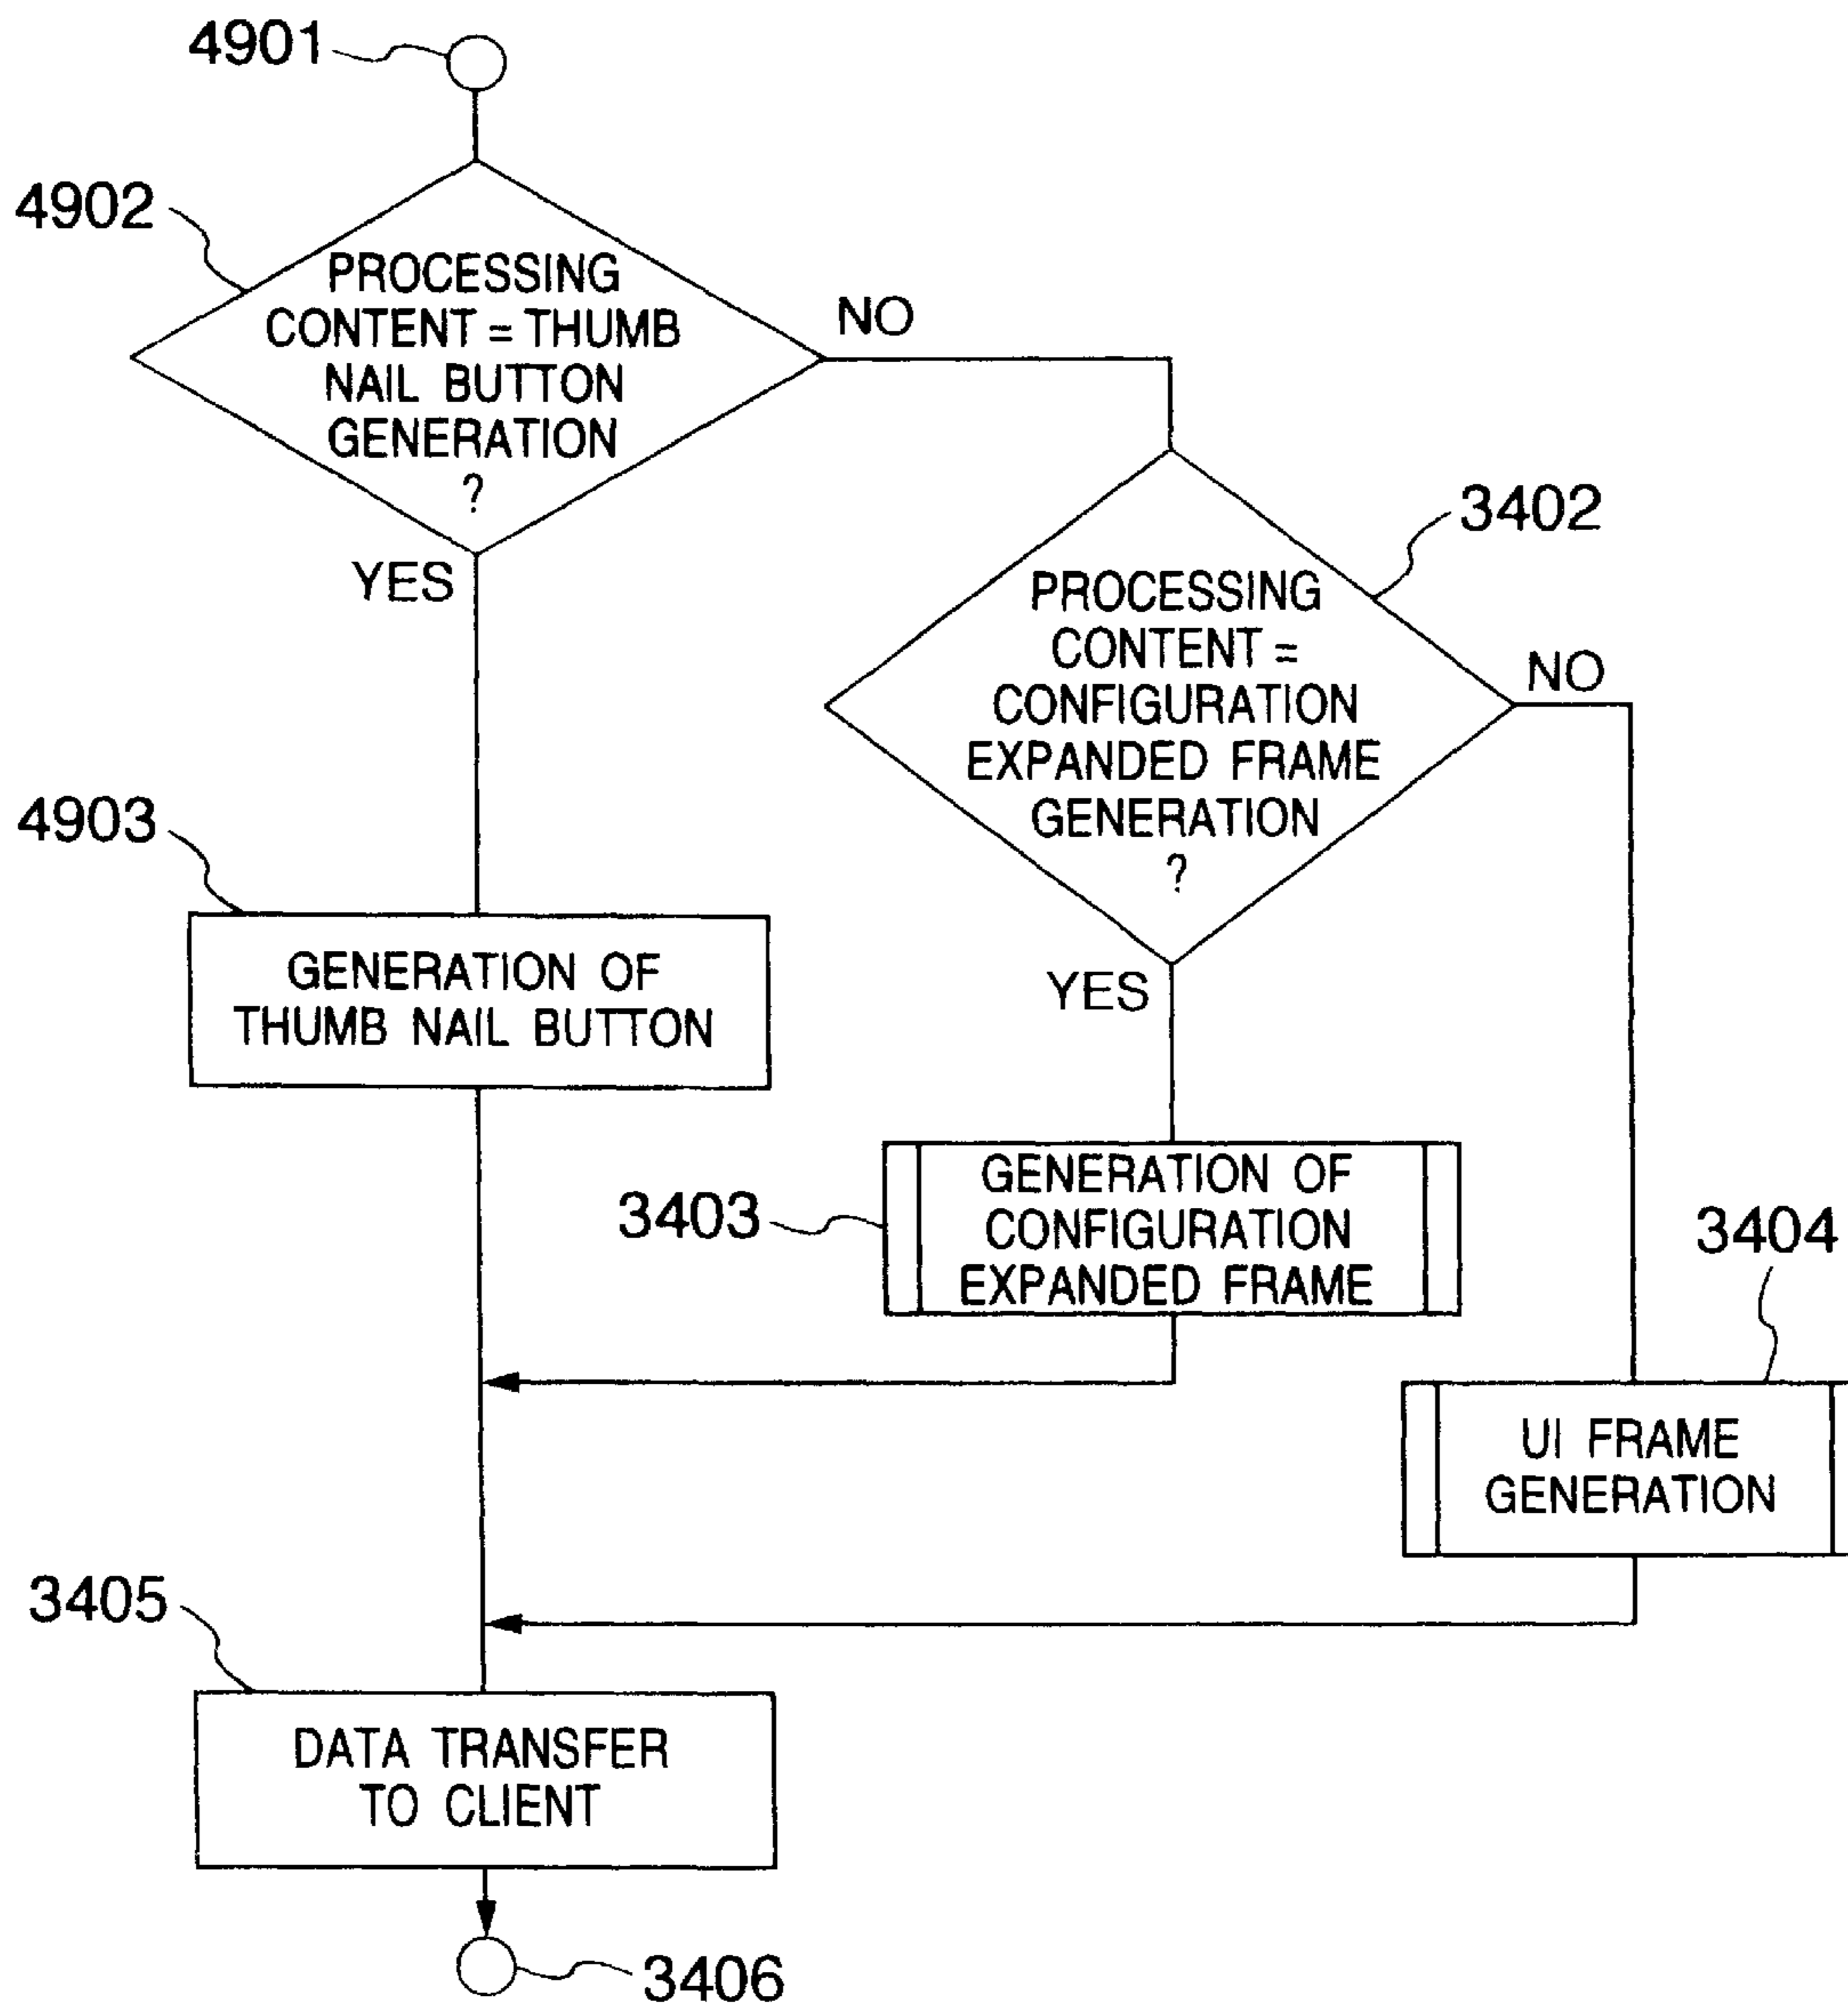 4901
4902
PROCESSING
CONTENT = THUMB
NAIL BUTTON
GENERATION
?
NO
YES
3402
PROCESSING
CONTENT =
CONFIGURATION
EXPANDED FRAME
GENERATION
?
NO
YES
4903
GENERATION OF
THUMB NAIL BUTTON
3403
GENERATION OF
CONFIGURATION
EXPANDED FRAME
3404
UI FRAME
GENERATION
3405
DATA TRANSFER
TO CLIENT
3406